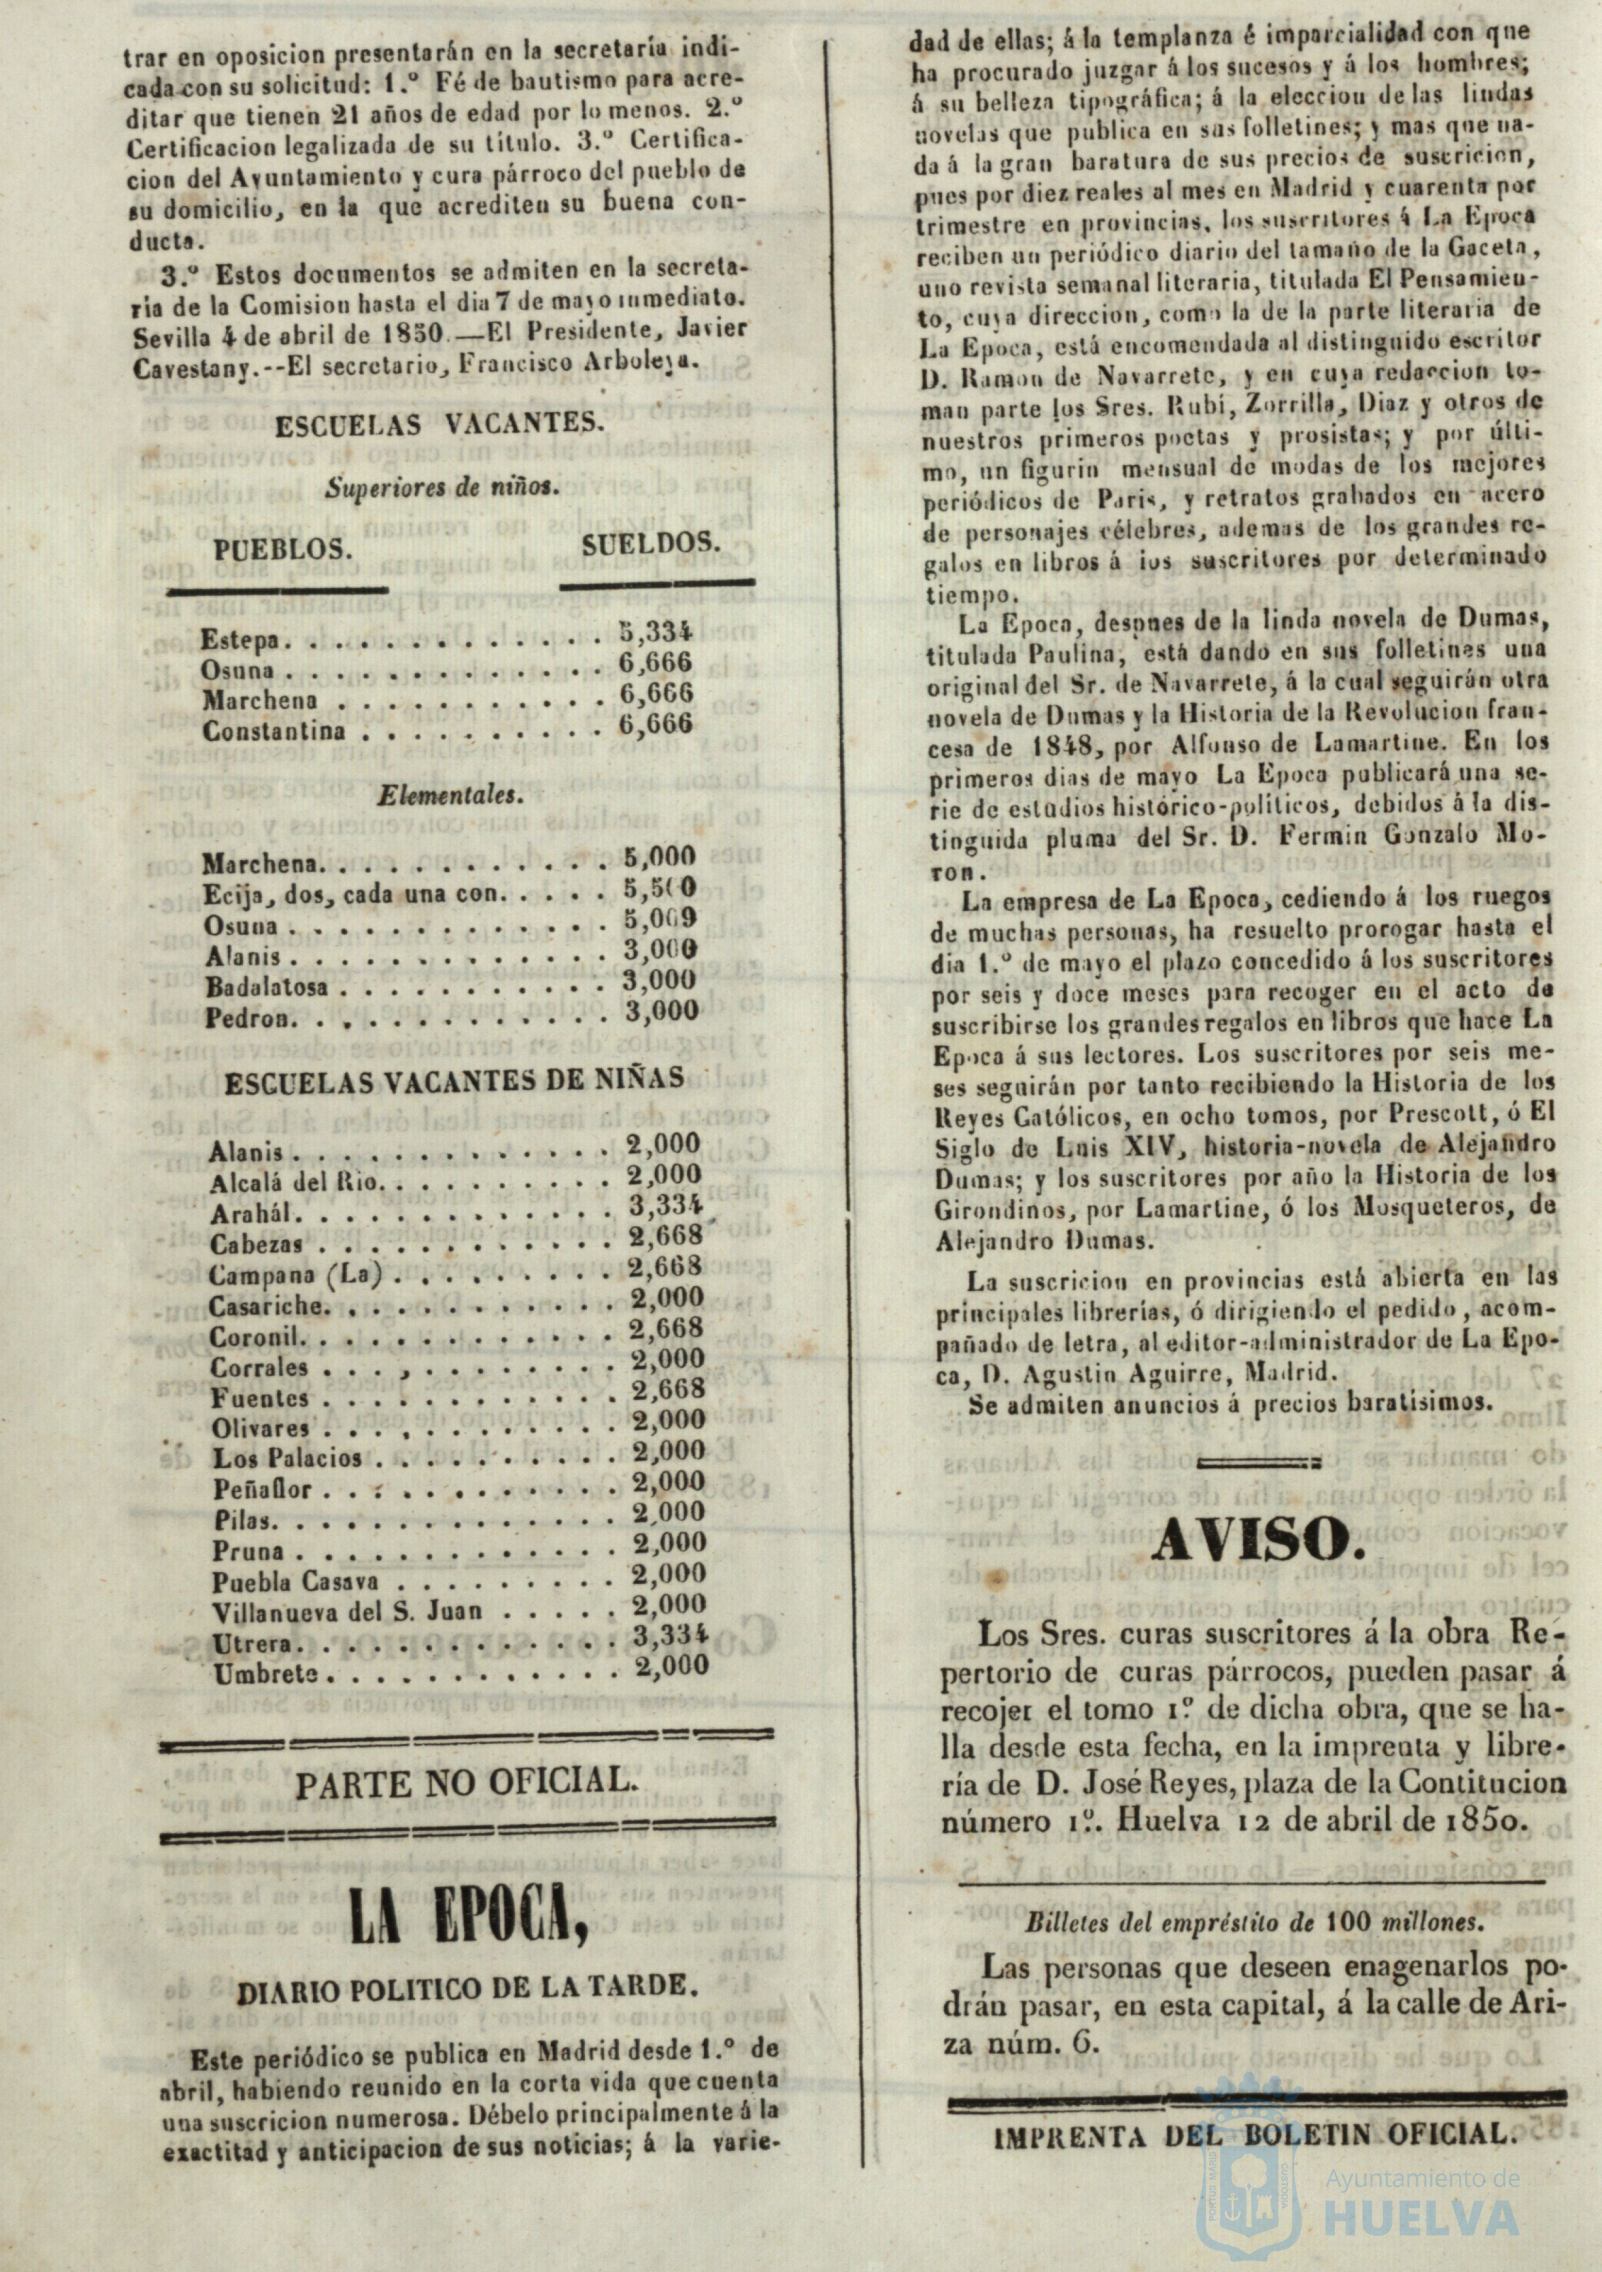 trar en oposicion presentarán en la secretaría indi-
cada con su solicitud: 1.º Fé de bautismo para acre-
ditar que tienen 21 años de edad por lo menos. 2.º
Certificacion legalizada de su título. 3.º Certifica-
cion del Ayuntamiento y cura párroco del pueblo de
su domicilio, en la que acrediten su buena con-
ducta.
3.º Estos documentos se admiten en la secreta-
ría de la Comision hasta el dia 7 de mayo inmediato.
Sevilla 4 de abril de 1850.—El Presidente, Javier
Cavestany.--El secretario, Francisco Arboleya.
ESCUELAS VACANTES.
Superiores de niños.
PUEBLOS. SUELDOS.
Estepa. . . . . . . . . . . . . 5,334
Osuna . . . . . . . . . . . . . 6,666
Marchena . . . . . . . . . . . 6,666
Constantina . . . . . . . . . . 6,666
Elementales.
Marchena. . . . . . . . . . . . 5,000
Ecija, dos, cada una con. . . . . 5,500
Osuna . . . . . . . . . . . . . 5,009
Alanis . . . . . . . . . . . . . 3,000
Badalatosa . . . . . . . . . . . 3,000
Pedron. . . . . . . . . . . . . 3,000
ESCUELAS VACANTES DE NIÑAS
Alanis . . . . . . . . . . . . . 2,000
Alcalá del Rio. . . . . . . . . . 2,000
Arahál. . . . . . . . . . . . . 3,334
Cabezas . . . . . . . . . . . . 2,668
Campana (La) . . . . . . . . . 2,668
Casariche. . . . . . . . . . . . 2,000
Coronil. . . . . . . . . . . . . 2,668
Corrales . . . , . . . . . . . . 2,000
Fuentes . . . . . . . . . . . . 2,668
Olivares . . . . . . . . . . . . 2,000
Los Palacios . . . . . . . . . . 2,000
Peñaflor . . . . . . . . . . . . 2,000
Pilas. . . . . . . . . . . . . . 2,000
Pruna . . . . . . . . . . . . . 2,000
Puebla Casava . . . . . . . . . 2,000
Villanueva del S. Juan . . . . . 2,000
Utrera. . . . . . . . . . . . . 3,334
Umbrete . . . . . . . . . . . . 2,000
PARTE NO OFICIAL.
LA EPOCA,
DIARIO POLITICO DE LA TARDE.
Este periódico se publica en Madrid desde 1.º de
abril, habiendo reunido en la corta vida que cuenta
una suscricion numerosa. Débelo principalmente á la
exactitad y anticipacion de sus noticias; á la varie-
dad de ellas; á la templanza é imparcialidad con que
ha procurado juzgar á los sucesos y á los hombres;
á su belleza tipográfica; á la eleccion de las lindas
novelas que publica en sus folletines; y mas que na-
da á la gran baratura de sus precios de suscricion,
pues por diez reales al mes en Madrid y cuarenta por
trimestre en provincias, los suscritores á La Epoca
reciben un periódico diario del tamaño de la Gaceta,
uno revista semanal literaria, titulada El Pensamien-
to, cuya direccion, como la de la parte literaria de
La Epoca, está encomendada al distinguido escritor
D. Ramon de Navarrete, y en cuya redaccion to-
man parte los Sres. Rubí, Zorrilla, Diaz y otros de
nuestros primeros poetas y prosistas; y por últi-
mo, un figurin mensual de modas de los mejores
periódicos de Paris, y retratos grabados en acero
de personajes célebres, ademas de los grandes re-
galos en libros á los suscritores por determinado
tiempo.
La Epoca, despues de la linda novela de Dumas,
titulada Paulina, está dando en sus folletines una
original del Sr. de Navarrete, á la cual seguirán otra
novela de Dumas y la Historia de la Revolucion fran-
cesa de 1848, por Alfonso de Lamartine. En los
primeros dias de mayo La Epoca publicará una se-
rie de estudios histórico-políticos, debidos á la dis-
tinguida pluma del Sr. D. Fermin Gonzalo Mo-
ron.
La empresa de La Epoca, cediendo á los ruegos
de muchas personas, ha resuelto prorogar hasta el
dia 1.º de mayo el plazo concedido á los suscritores
por seis y doce meses para recoger en el acto de
suscribirse los grandes regalos en libros que hace La
Epoca á sus lectores. Los suscritores por seis me-
ses seguirán por tanto recibiendo la Historia de los
Reyes Católicos, en ocho tomos, por Prescott, ó El
Siglo de Luis XIV, historia-novela de Alejandro
Dumas; y los suscritores por año la Historia de los
Girondinos, por Lamartine, ó los Mosqueteros, de
Alejandro Dumas.
La suscricion en provincias está abierta en las
principales librerías, ó dirigiendo el pedido, acom-
pañado de letra, al editor-administrador de La Epo-
ca, D. Agustin Aguirre, Madrid.
Se admiten anuncios á precios baratísimos.
AVISO.
Los Sres. curas suscritores á la obra Re-
pertorio de curas párrocos, pueden pasar á
recojer el tomo 1º. de dicha obra, que se ha-
lla desde esta fecha, en la imprenta y libre-
ría de D. José Reyes, plaza de la Contitucion
número 1º. Huelva 12 de abril de 1850.
Billetes del empréstito de 100 millones.
Las personas que deseen enagenarlos po-
drán pasar, en esta capital, á la calle de Ari-
za núm. 6.
IMPRENTA DEL BOLETIN OFICIAL.
Ayuntamiento de
HUELVA